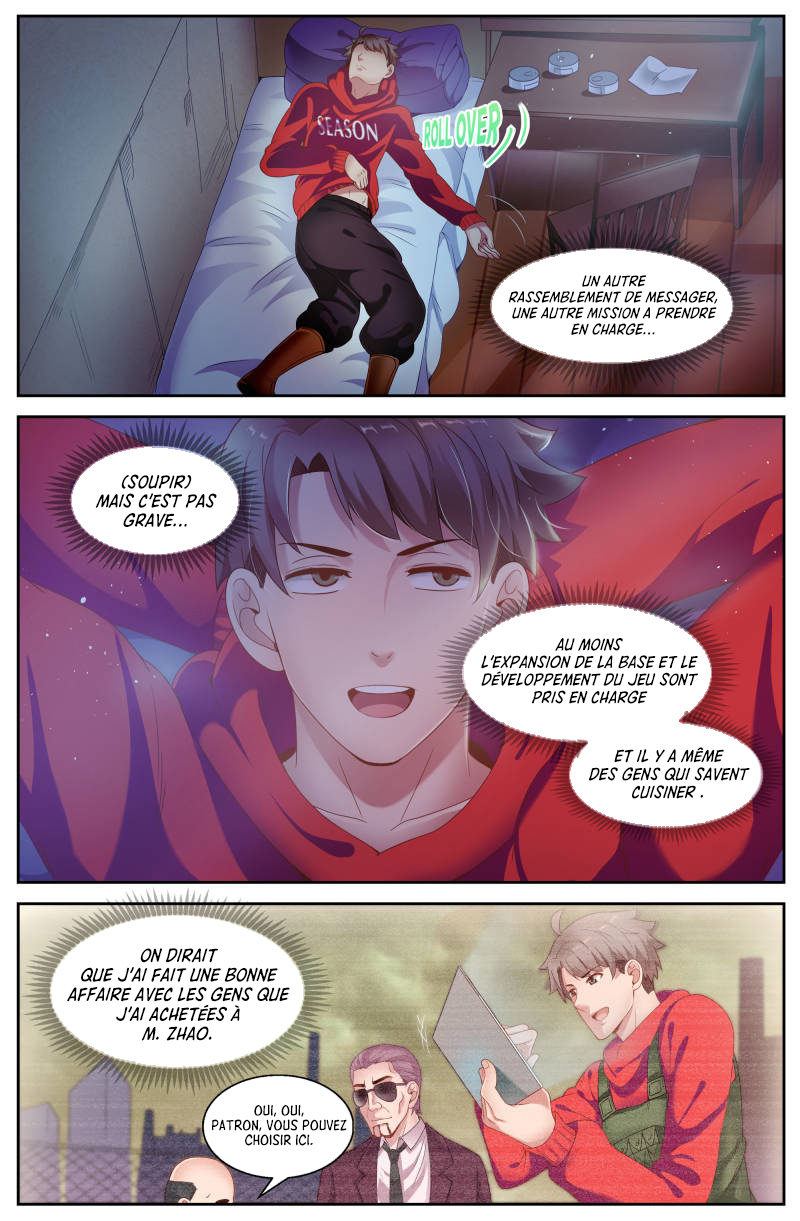 SEASON
ROLL OVER
UN AUTRE
RASSEMBLEMENT DE MESSAGER,
UNE AUTRE MISSION A PRENDRE
EN CHARGE...
(SOUPIR)
MAIS C'EST PAS
GRAVE...
AU MOINS
L'EXPANSION DE LA BASE ET LE
DÉVELOPPEMENT DU JEU SONT
PRIS EN CHARGE
ET IL Y A MÊME
DES GENS QUI SAVENT
CUISINER .
ON DIRAIT
QUE J'AI FAIT UNE BONNE
AFFAIRE AVEC LES GENS QUE
J'AI ACHETÉES À
M. ZHAO.
OUI, OUI,
PATRON, VOUS POUVEZ
CHOISIR ICI.